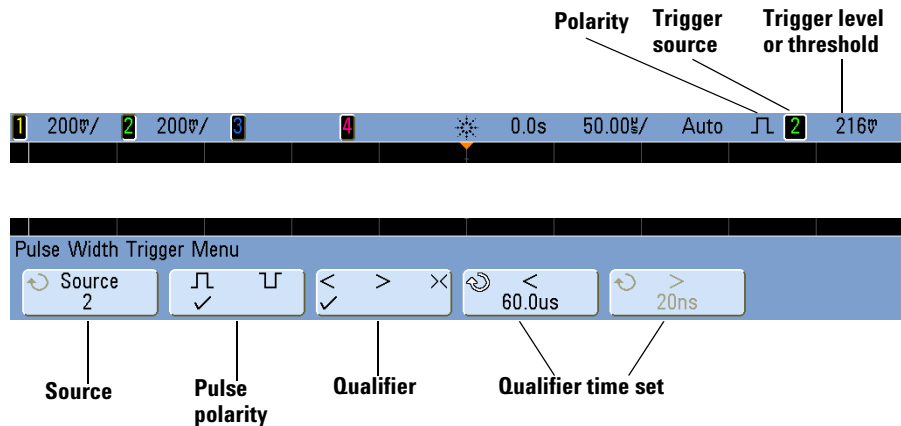 Polarity Trigger source Trigger level or threshold
1 200mV/ 2 200mV/ 3 4 0.0s 50.00us/ Auto 2 216mV
Pulse Width Trigger Menu
Source 2 ✓ < > >< ✓ < 60.0us > 20ns
Source Pulse polarity Qualifier Qualifier time set